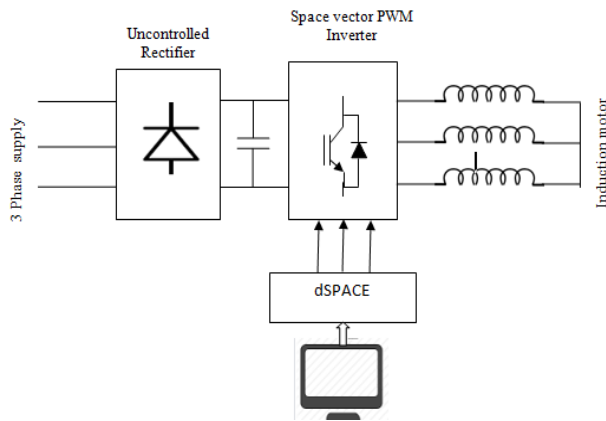 Uncontrolled
Rectifier
Space vector PWM
Inverter
3 Phase supply
Induction motor
dSPACE